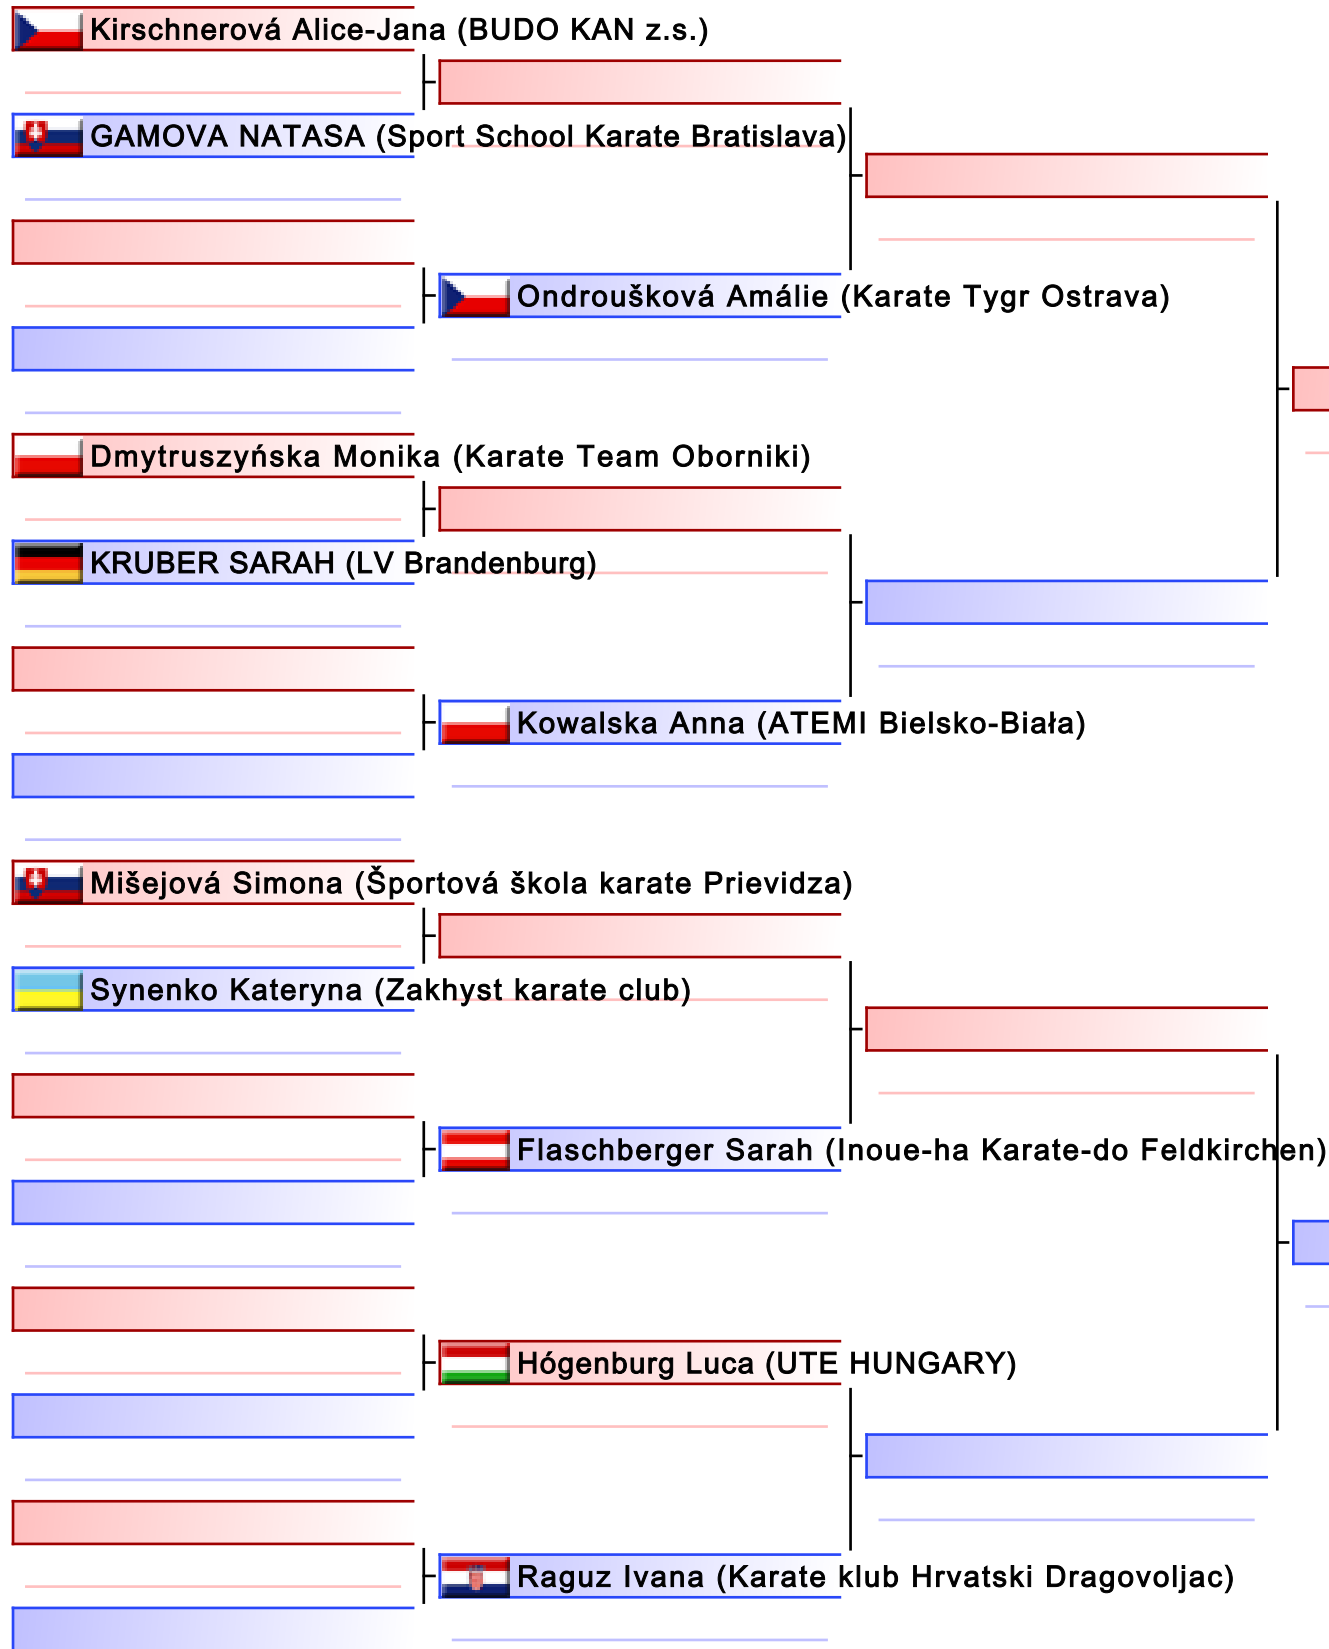 Kirschnerová Alice-Jana (BUDO KAN z.s.)
GAMOVA NATASA (Sport School Karate Bratislava)
Ondroušková Amálie (Karate Tygr Ostrava)
Dmytruszyńska Monika (Karate Team Oborniki)
KRUBER SARAH (LV Brandenburg)
Kowalska Anna (ATEMI Bielsko-Biała)
Mišejová Simona (Športová škola karate Prievidza)
Synenko Kateryna (Zakhyst karate club)
Flaschberger Sarah (Inoue-ha Karate-do Feldkirchen)
Hógenburg Luca (UTE HUNGARY)
Raguz Ivana (Karate klub Hrvatski Dragovoljac)